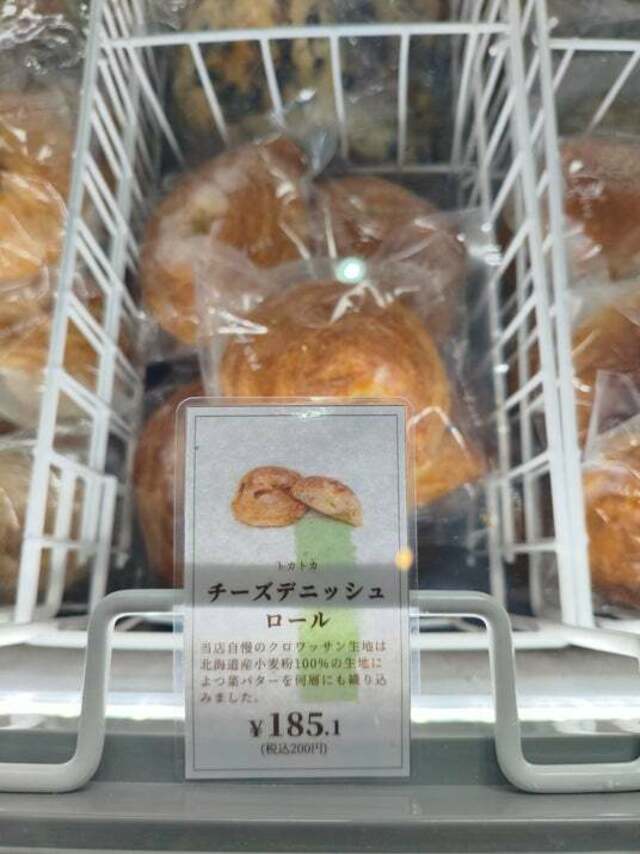 トカトカ
チーズデニッシュ
ロール
当店自慢のクロワッサン生地は
北海道産小麦粉100%の生地に
よつ葉バターを何層にも織り込
みました。
¥185.1
(税込200円)